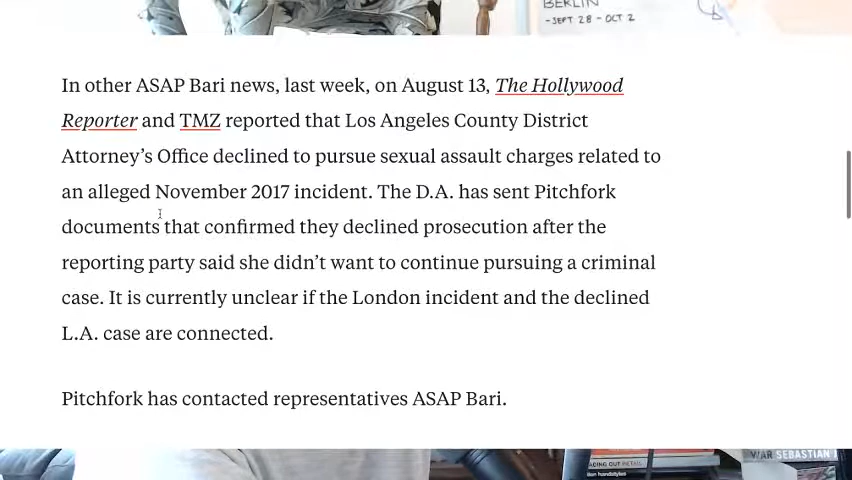 BERLIN
-SEPT 28 - OCT 2
In other ASAP Bari news, last week, on August 13, The Hollywood
Reporter and TMZ reported that Los Angeles County District
Attorney’s Office declined to pursue sexual assault charges related to
an alleged November 2017 incident. The D.A. has sent Pitchfork
documents that confirmed they declined prosecution after the
reporting party said she didn’t want to continue pursuing a criminal
case. It is currently unclear if the London incident and the declined
L.A. case are connected.
Pitchfork has contacted representatives ASAP Bari.
WAR SEBASTIAN